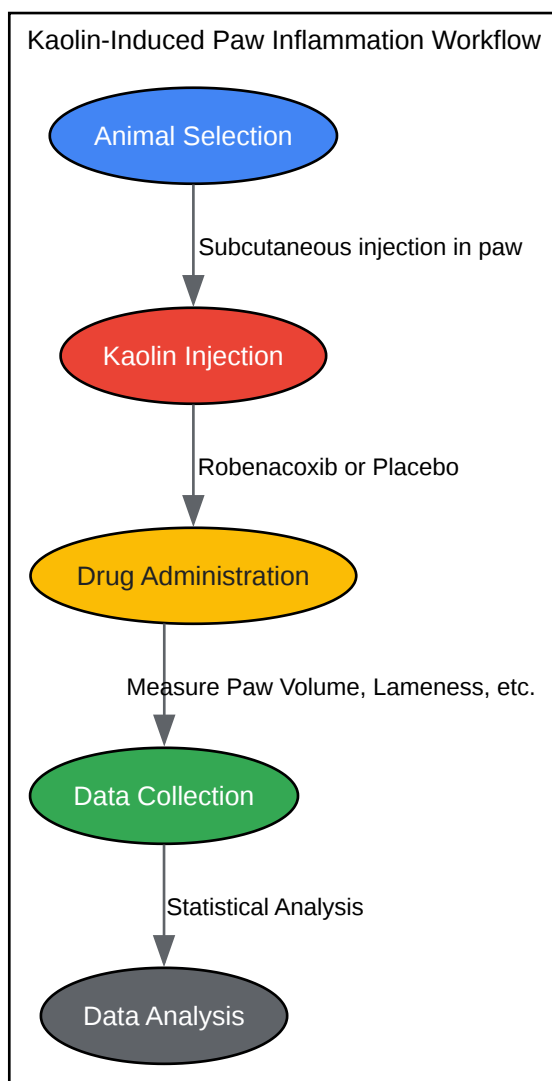 Kaolin-Induced Paw Inflammation Workflow
Animal Selection
Subcutaneous injection in paw
Kaolin Injection
Robenacoxib or Placebo
Drug Administration
Measure Paw Volume, Lameness, etc.
Data Collection
Statistical Analysis
Data Analysis